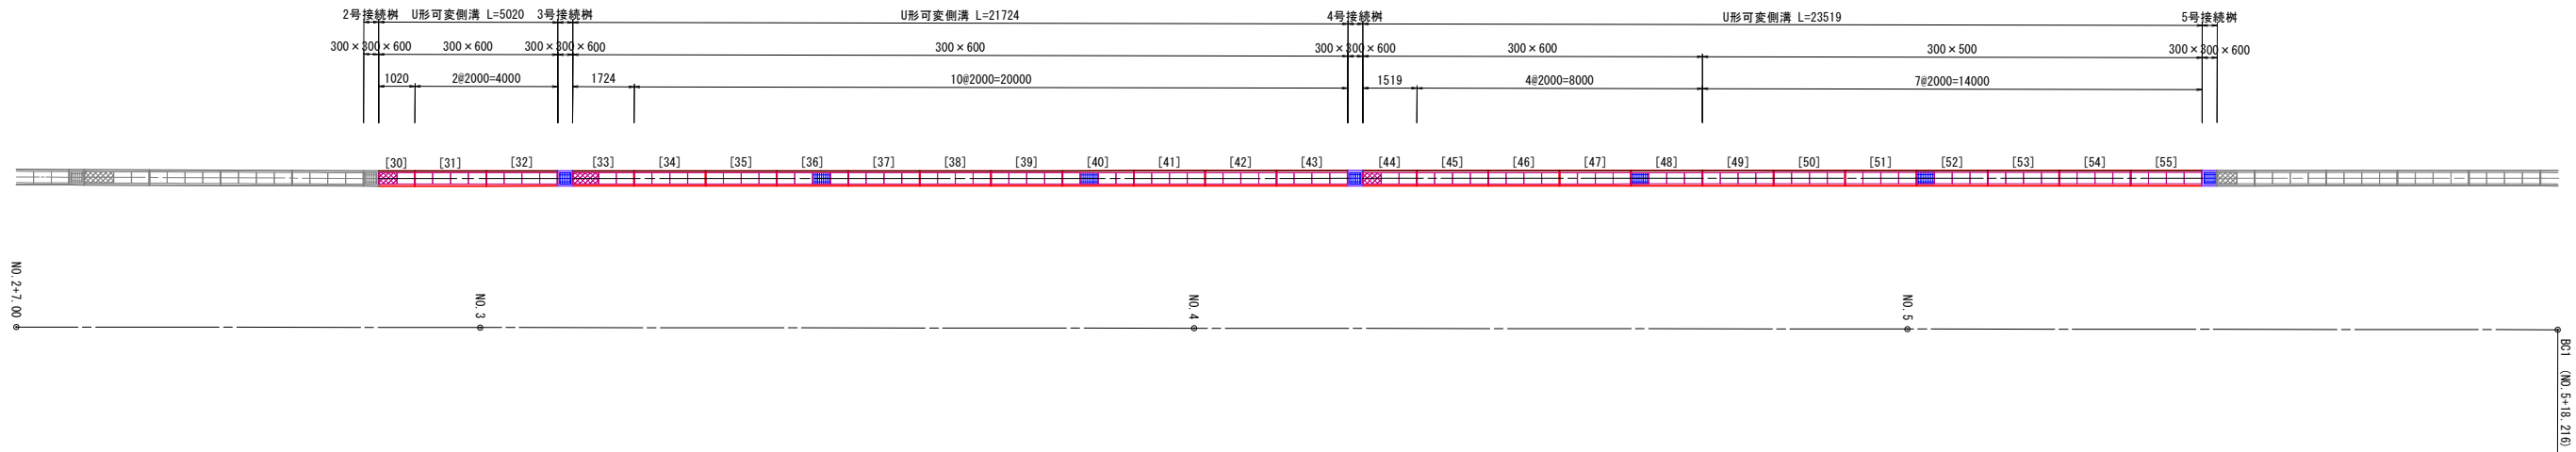 2号接続桝 U形可変側溝 L=5020 3号接続桝 U形可変側溝 L=21724 4号接続桝 U形可変側溝 L=23519 5号接続桝
300×300×600 300×600 300×300×600 300×600 300×300×600 300×600 300×500 300×300×600
1020 2@2000=4000 1724 10@2000=20000 1519 4@2000=8000 7@2000=14000
[30] [31] [32] [33] [34] [35] [36] [37] [38] [39] [40] [41] [42] [43] [44] [45] [46] [47] [48] [49] [50] [51] [52] [53] [54] [55]
NO.2+7.00
NO.3
NO.4
NO.5
BC1 (NO.5+18.216)